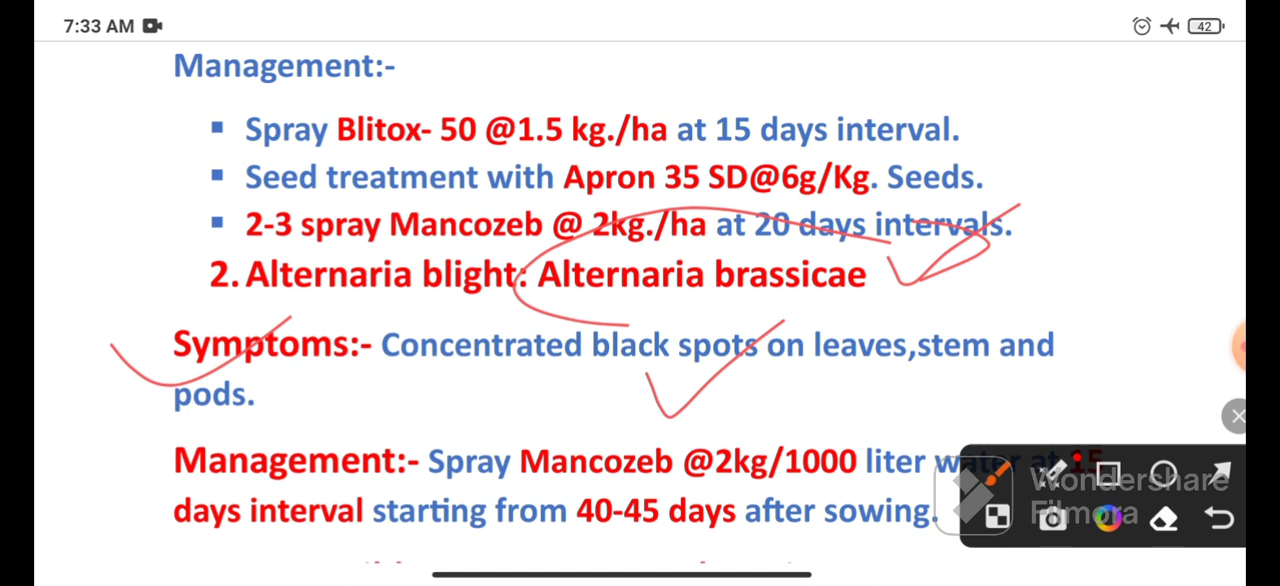 7:33 AM
42
Management:-
▪ Spray Blitox- 50 @1.5 kg./ha at 15 days interval.
▪ Seed treatment with Apron 35 SD@6g/Kg. Seeds.
▪ 2-3 spray Mancozeb @ 2kg./ha at 20 days intervals.
2. Alternaria blight: Alternaria brassicae
Symptoms:- Concentrated black spots on leaves,stem and
pods.
Management:- Spray Mancozeb @2kg/1000 liter water at 15
days interval starting from 40-45 days after sowing.
Wondershare
Filmora